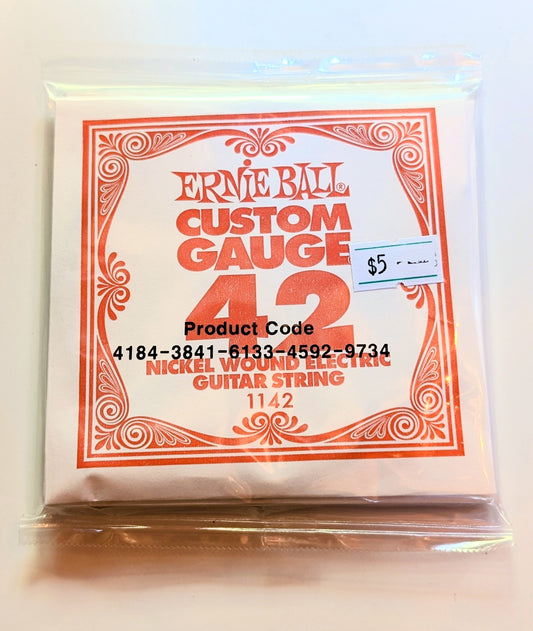 ERNIE BALL®
CUSTOM
GAUGE
$5
42
Product Code
4184-3841-6133-4592-9734
NICKEL WOUND ELECTRIC
GUITAR STRING
1142